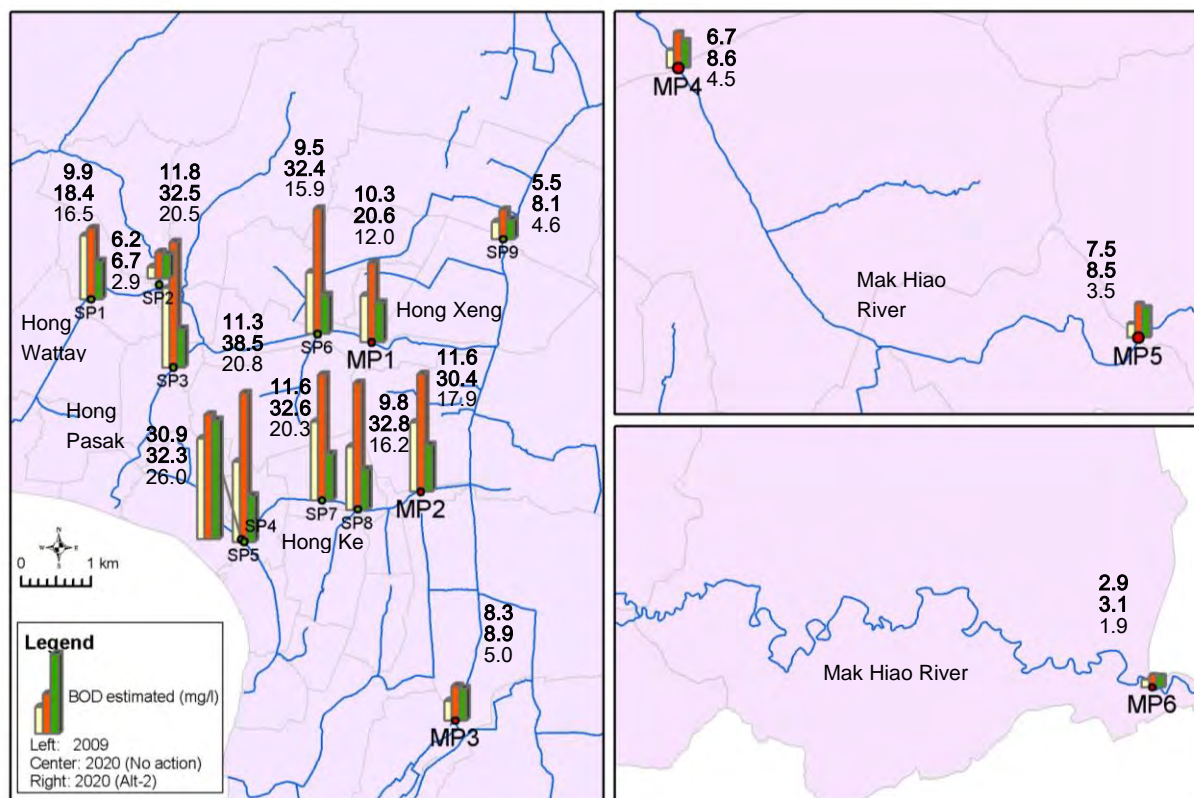 9.9
18.4
16.5
6.2
6.7
2.9
11.8
32.5
20.5
9.5
32.4
15.9
10.3
20.6
12.0
5.5
8.1
4.6
SP1
SP2
SP3
SP6
MP1
SP9
Hong
Wattay
Hong Xeng
11.3
38.5
20.8
Hong
Pasak
30.9
32.3
26.0
11.6
32.6
20.3
9.8
32.8
16.2
11.6
30.4
17.9
SP4
SP5
SP7
SP8
MP2
Hong Ke
N
W E
S
0 1 km
8.3
8.9
5.0
MP3
Legend
BOD estimated (mg/l)
Left: 2009
Center: 2020 (No action)
Right: 2020 (Alt-2)
6.7
8.6
4.5
MP4
Mak Hiao
River
7.5
8.5
3.5
MP5
2.9
3.1
1.9
Mak Hiao River
MP6